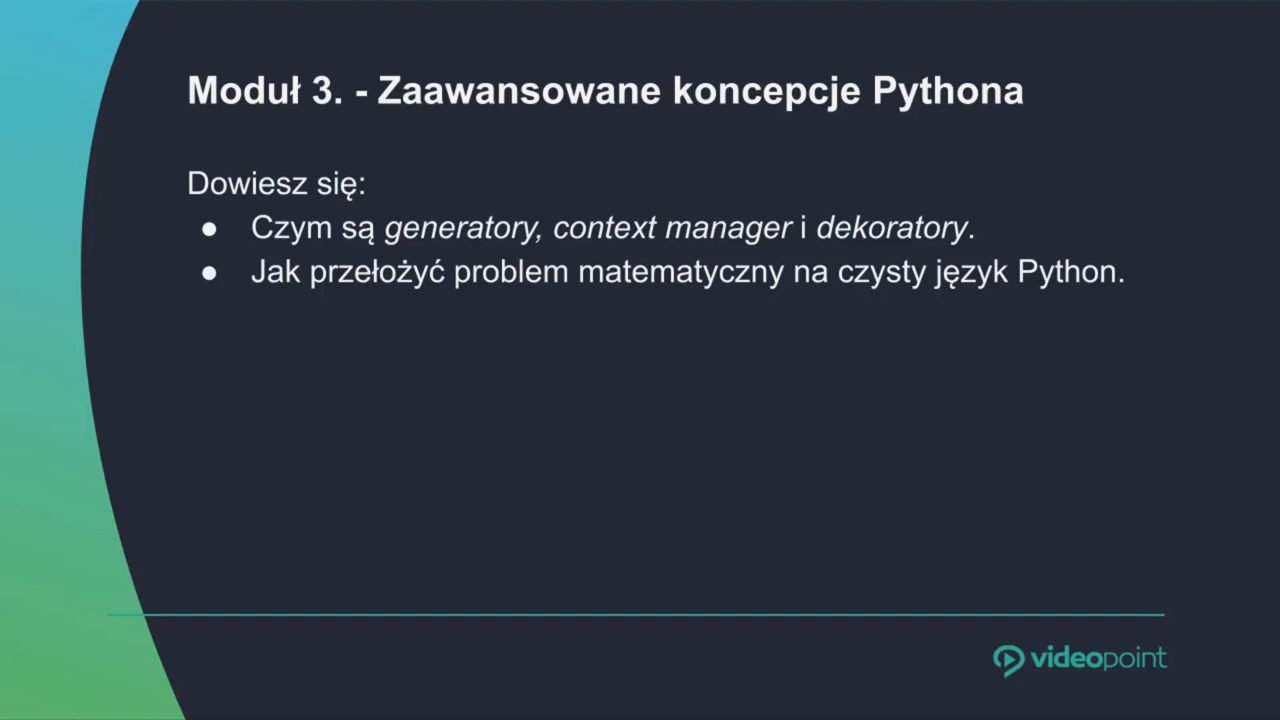 Moduł 3. - Zaawansowane koncepcje Pythona
Dowiesz się:
● Czym są generatory, context manager i dekoratory.
● Jak przełożyć problem matematyczny na czysty język Python.
videopoint